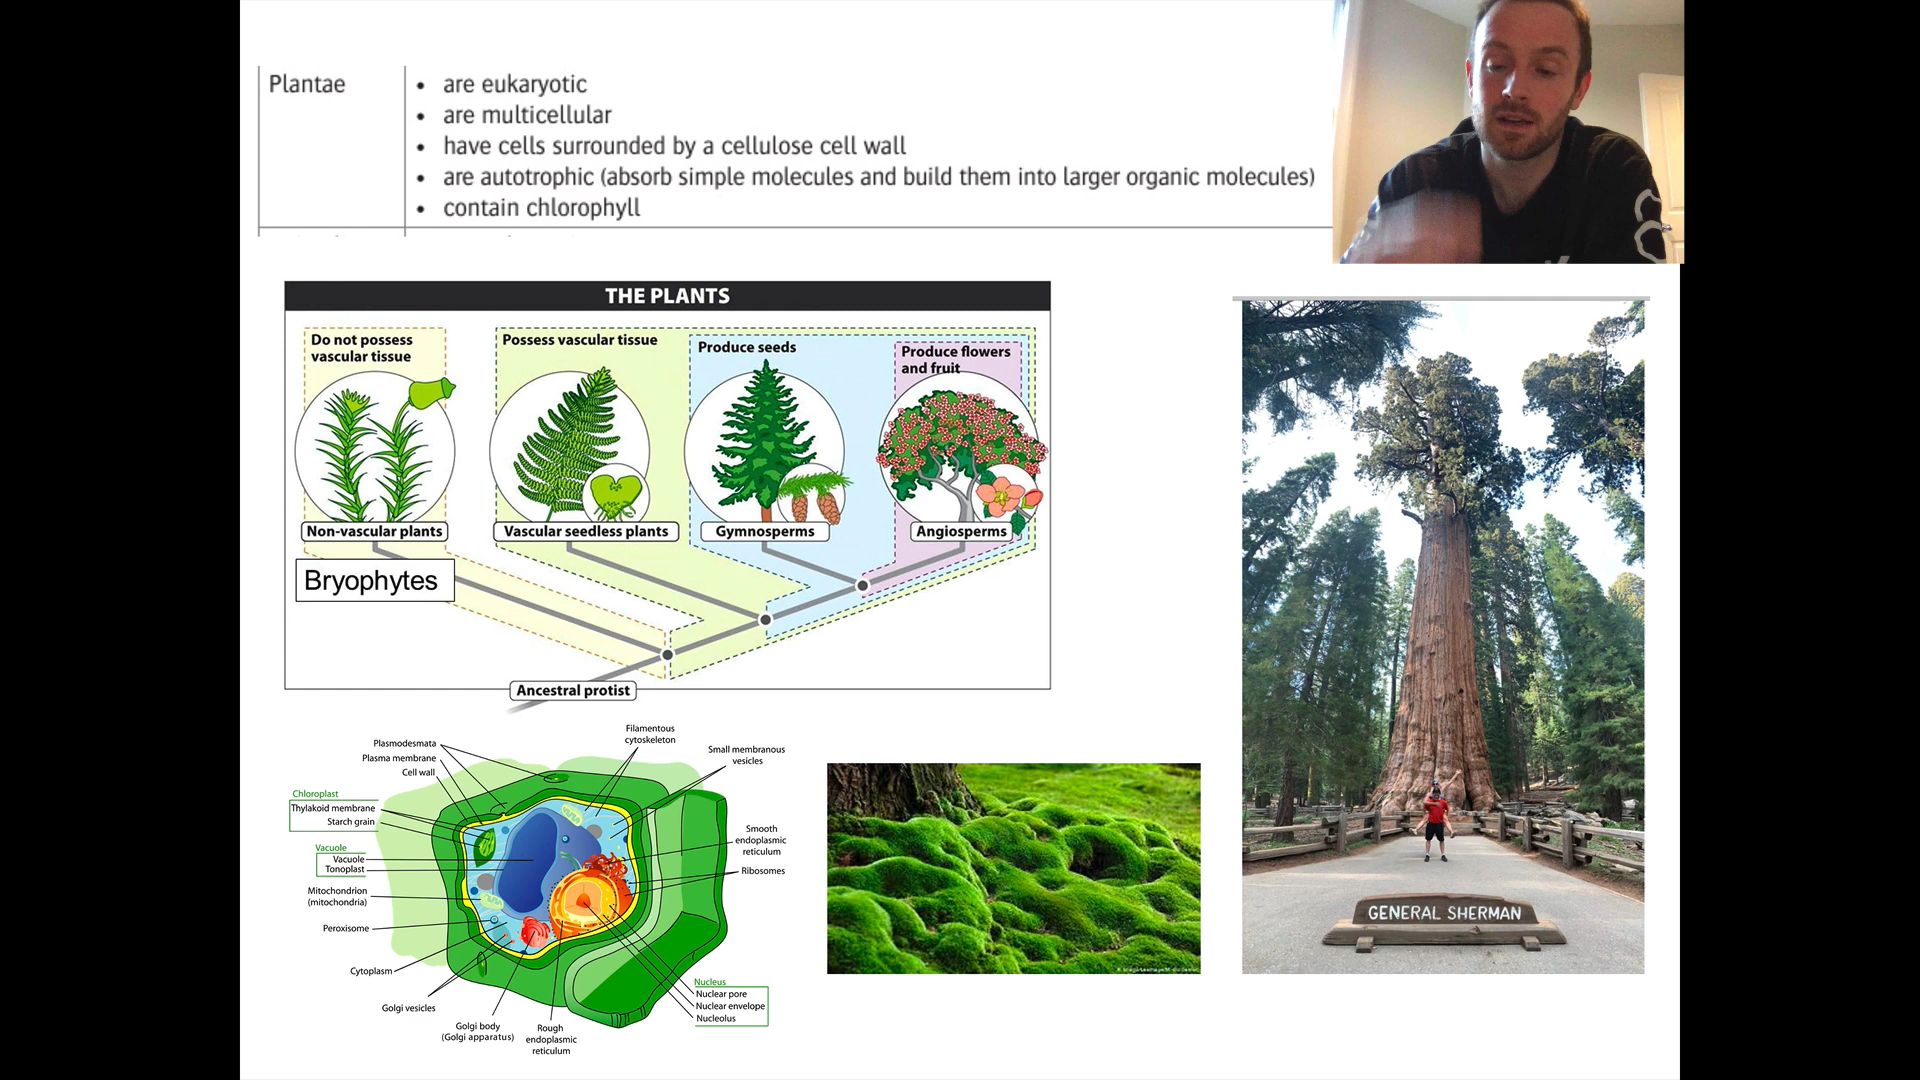 Plantae
• are eukaryotic
• are multicellular
• have cells surrounded by a cellulose cell wall
• are autotrophic (absorb simple molecules and build them into larger organic molecules)
• contain chlorophyll
THE PLANTS
Do not possess
vascular tissue
Possess vascular tissue
Produce seeds
Produce flowers
and fruit
Non-vascular plants
Vascular seedless plants
Gymnosperms
Angiosperms
Bryophytes
Ancestral protist
Plasmodesmata
Plasma membrane
Cell wall
Chloroplast
Thylakoid membrane
Starch grain
Vacuole
Vacuole
Tonoplast
Mitochondrion
(mitochondria)
Peroxisome
Cytoplasm
Golgi vesicles
Golgi body
(Golgi apparatus)
Rough
endoplasmic
reticulum
Filamentous
cytoskeleton
Small membranous
vesicles
Smooth
endoplasmic
reticulum
Ribosomes
Nucleus
Nuclear pore
Nuclear envelope
Nucleolus
GENERAL SHERMAN